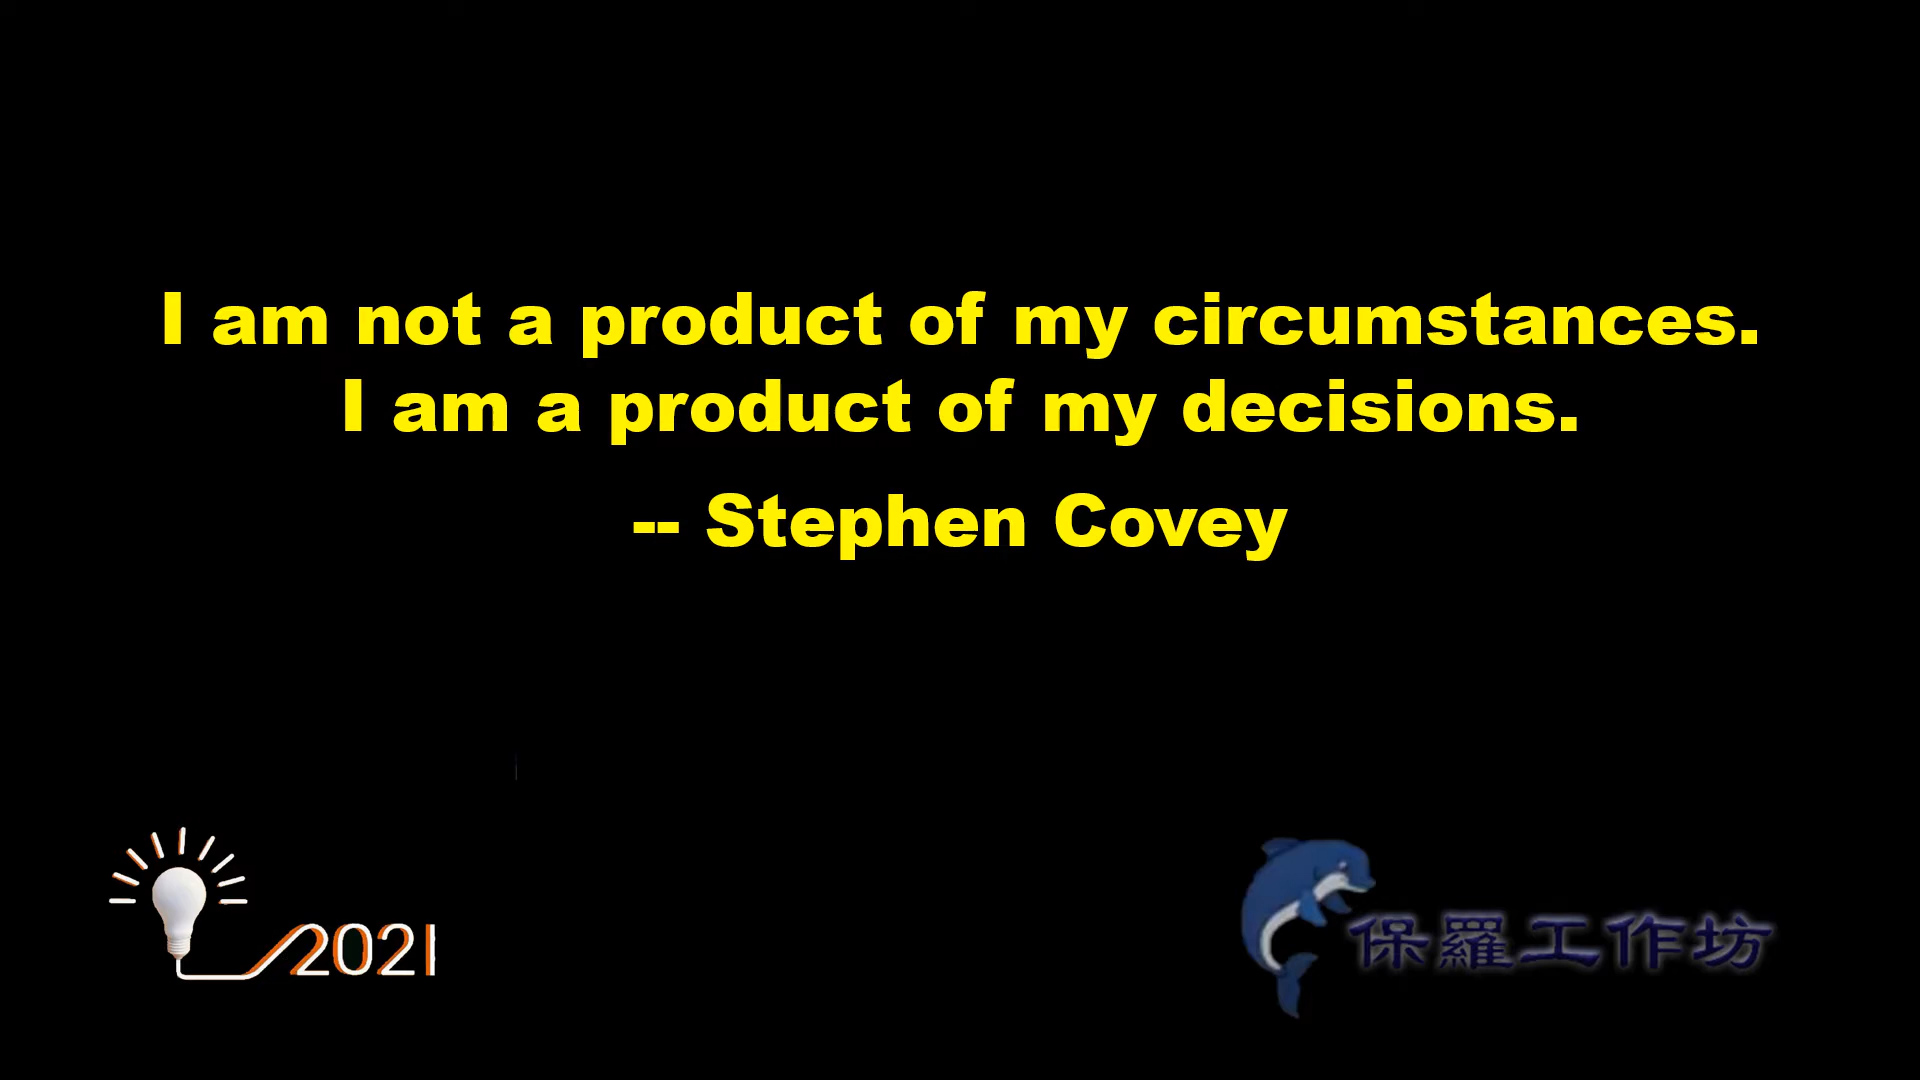 I am not a product of my circumstances.
I am a product of my decisions.
-- Stephen Covey
2021
保羅工作坊